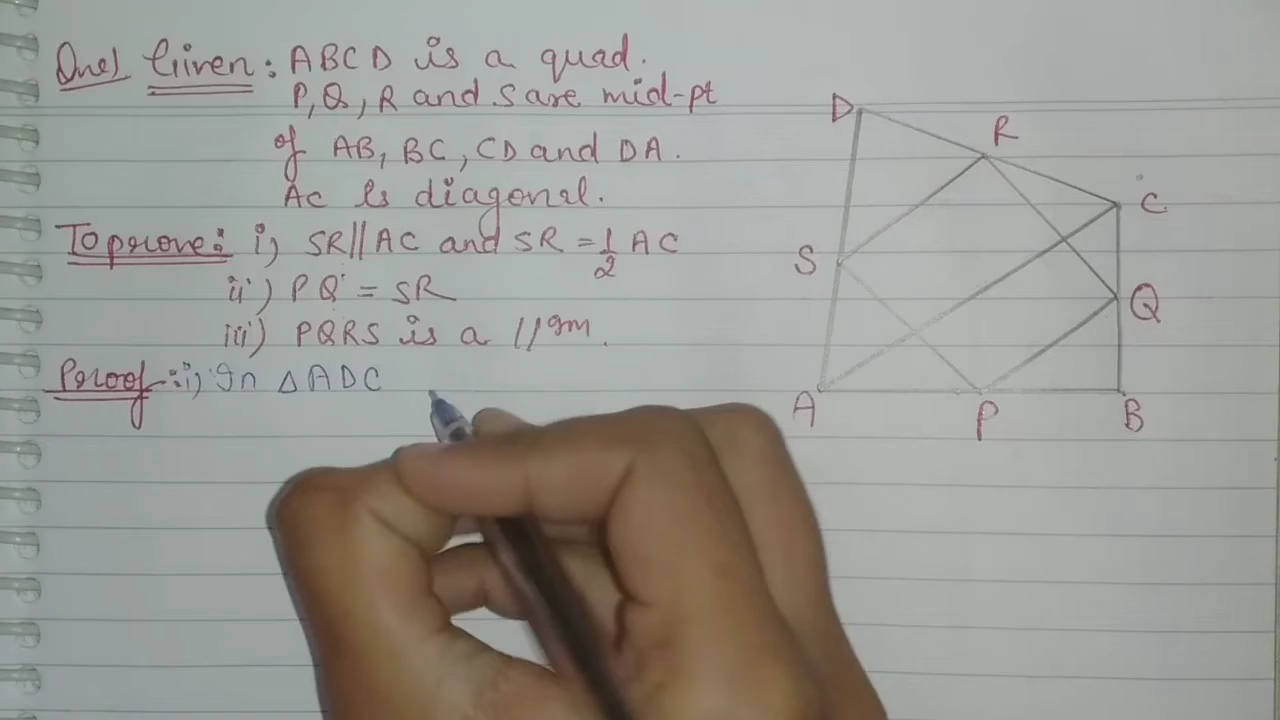 Que1 Given: ABCD is a quad.
P, Q, R and S are mid-pt
of AB, BC, CD and DA.
AC is diagonal.
To prove: i) SR||AC and SR = 1/2 AC
ii) PQ = SR
iii) PQRS is a ||gm.
Proof:- i) In △ADC
D
R
C
S
Q
A
P
B